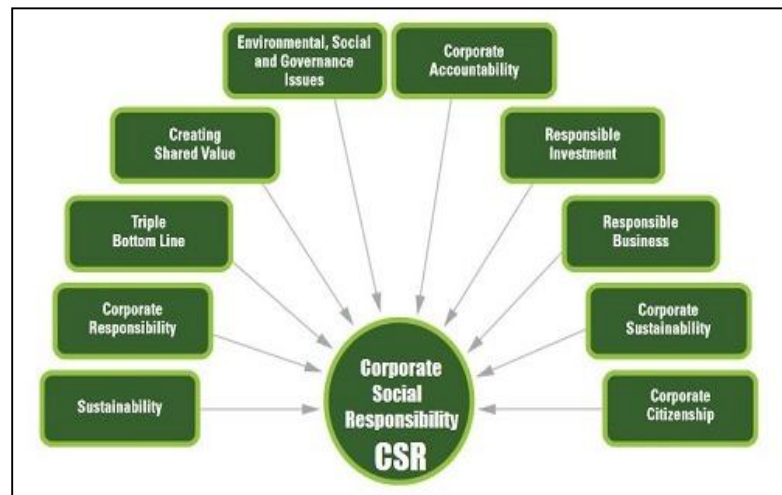 Environmental, Social
and Governance
Issues
Corporate
Accountability
Creating
Shared Value
Responsible
Investment
Triple
Bottom Line
Responsible
Business
Corporate
Responsibility
Corporate
Sustainability
Sustainability
Corporate
Citizenship
Corporate
Social
Responsibility
CSR